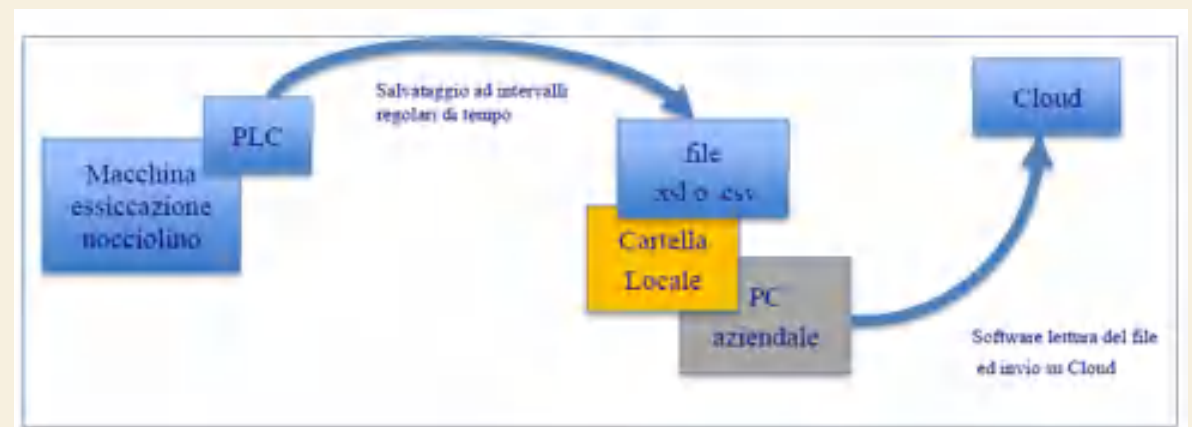 Salvataggio ad intervalli
regolari di tempo
PLC
Macchina
essiccazione
nocciolino
file
.xsl o .csv
Cartella
Locale
PC
aziendale
Cloud
Software lettura del file
ed invio su Cloud